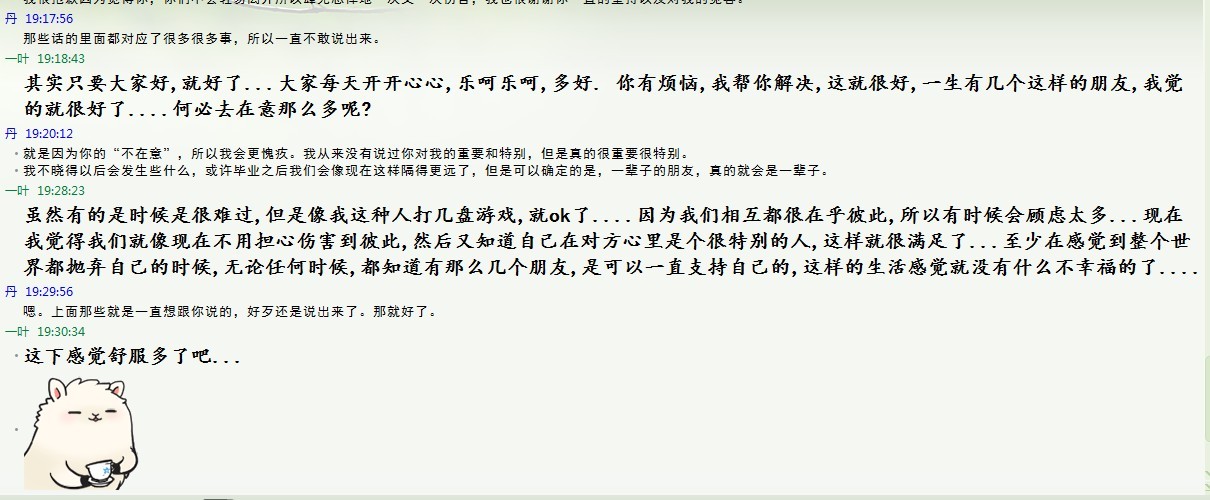 丹 19:17:56
那些话的里面都对应了很多很多事，所以一直不敢说出来。
一叶 19:18:43
其实只要大家好,就好了...大家每天开开心心,乐呵乐呵,多好. 你有烦恼,我帮你解决,这就很好,一生有几个这样的朋友,我觉
的就很好了....何必去在意那么多呢?
丹 19:20:12
就是因为你的“不在意”，所以我会更愧疚。我从来没有说过你对我的重要和特别，但是真的很重要很特别。
我不晓得以后会发生些什么，或许毕业之后我们会像现在这样隔得更远了，但是可以确定的是，一辈子的朋友，真的就会是一辈子。
一叶 19:28:23
虽然有的是时候是很难过,但是像我这种人打几盘游戏,就ok了....因为我们相互都很在乎彼此,所以有时候会顾虑太多...现在
我觉得我们就像现在不用担心伤害到彼此,然后又知道自己在对方心里是个很特别的人,这样就很满足了...至少在感觉到整个世
界都抛弃自己的时候,无论任何时候,都知道有那么几个朋友,是可以一直支持自己的,这样的生活感觉就没有什么不幸福的了....
丹 19:29:56
嗯。上面那些就是一直想跟你说的，好歹还是说出来了。那就好了。
一叶 19:30:34
这下感觉舒服多了吧...